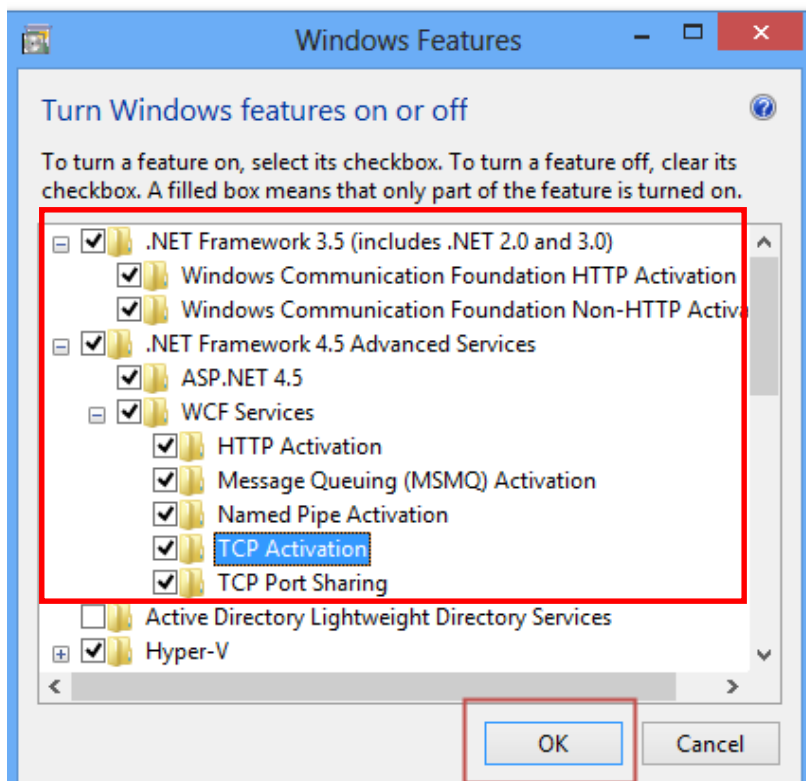 Windows Features
Turn Windows features on or off
To turn a feature on, select its checkbox. To turn a feature off, clear its
checkbox. A filled box means that only part of the feature is turned on.
.NET Framework 3.5 (includes .NET 2.0 and 3.0)
Windows Communication Foundation HTTP Activation
Windows Communication Foundation Non-HTTP Activa
.NET Framework 4.5 Advanced Services
ASP.NET 4.5
WCF Services
HTTP Activation
Message Queuing (MSMQ) Activation
Named Pipe Activation
TCP Activation
TCP Port Sharing
Active Directory Lightweight Directory Services
Hyper-V
OK Cancel